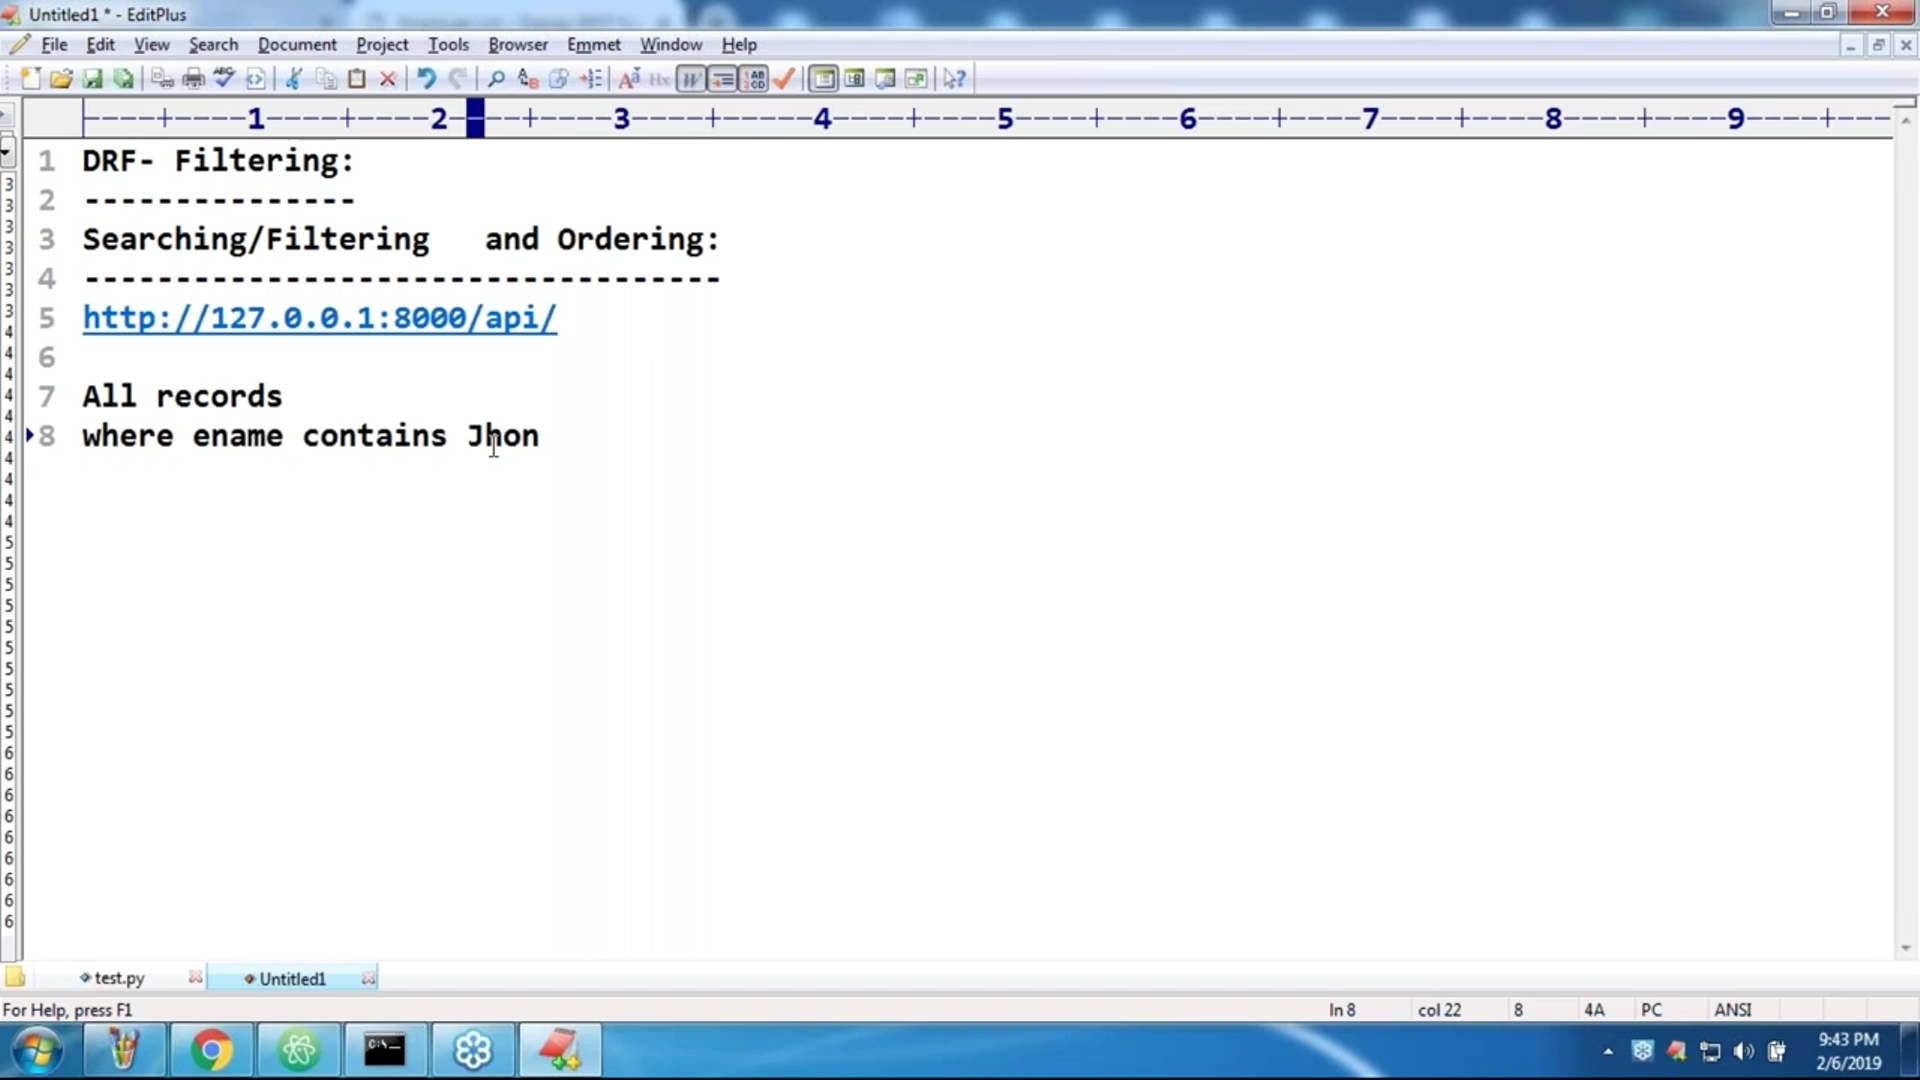 Untitled1 * - EditPlus
File Edit View Search Document Project Tools Browser Emmet Window Help
----+----1----+----2----+----3----+----4----+----5----+----6----+----7----+----8----+----9----+---
1 DRF- Filtering:
2 ---------------
3 Searching/Filtering   and Ordering:
4 -----------------------------------
5 http://127.0.0.1:8000/api/
6
7 All records
8 where ename contains Jhon
test.py Untitled1
For Help, press F1 ln 8 col 22 8 4A PC ANSI
9:43 PM
2/6/2019